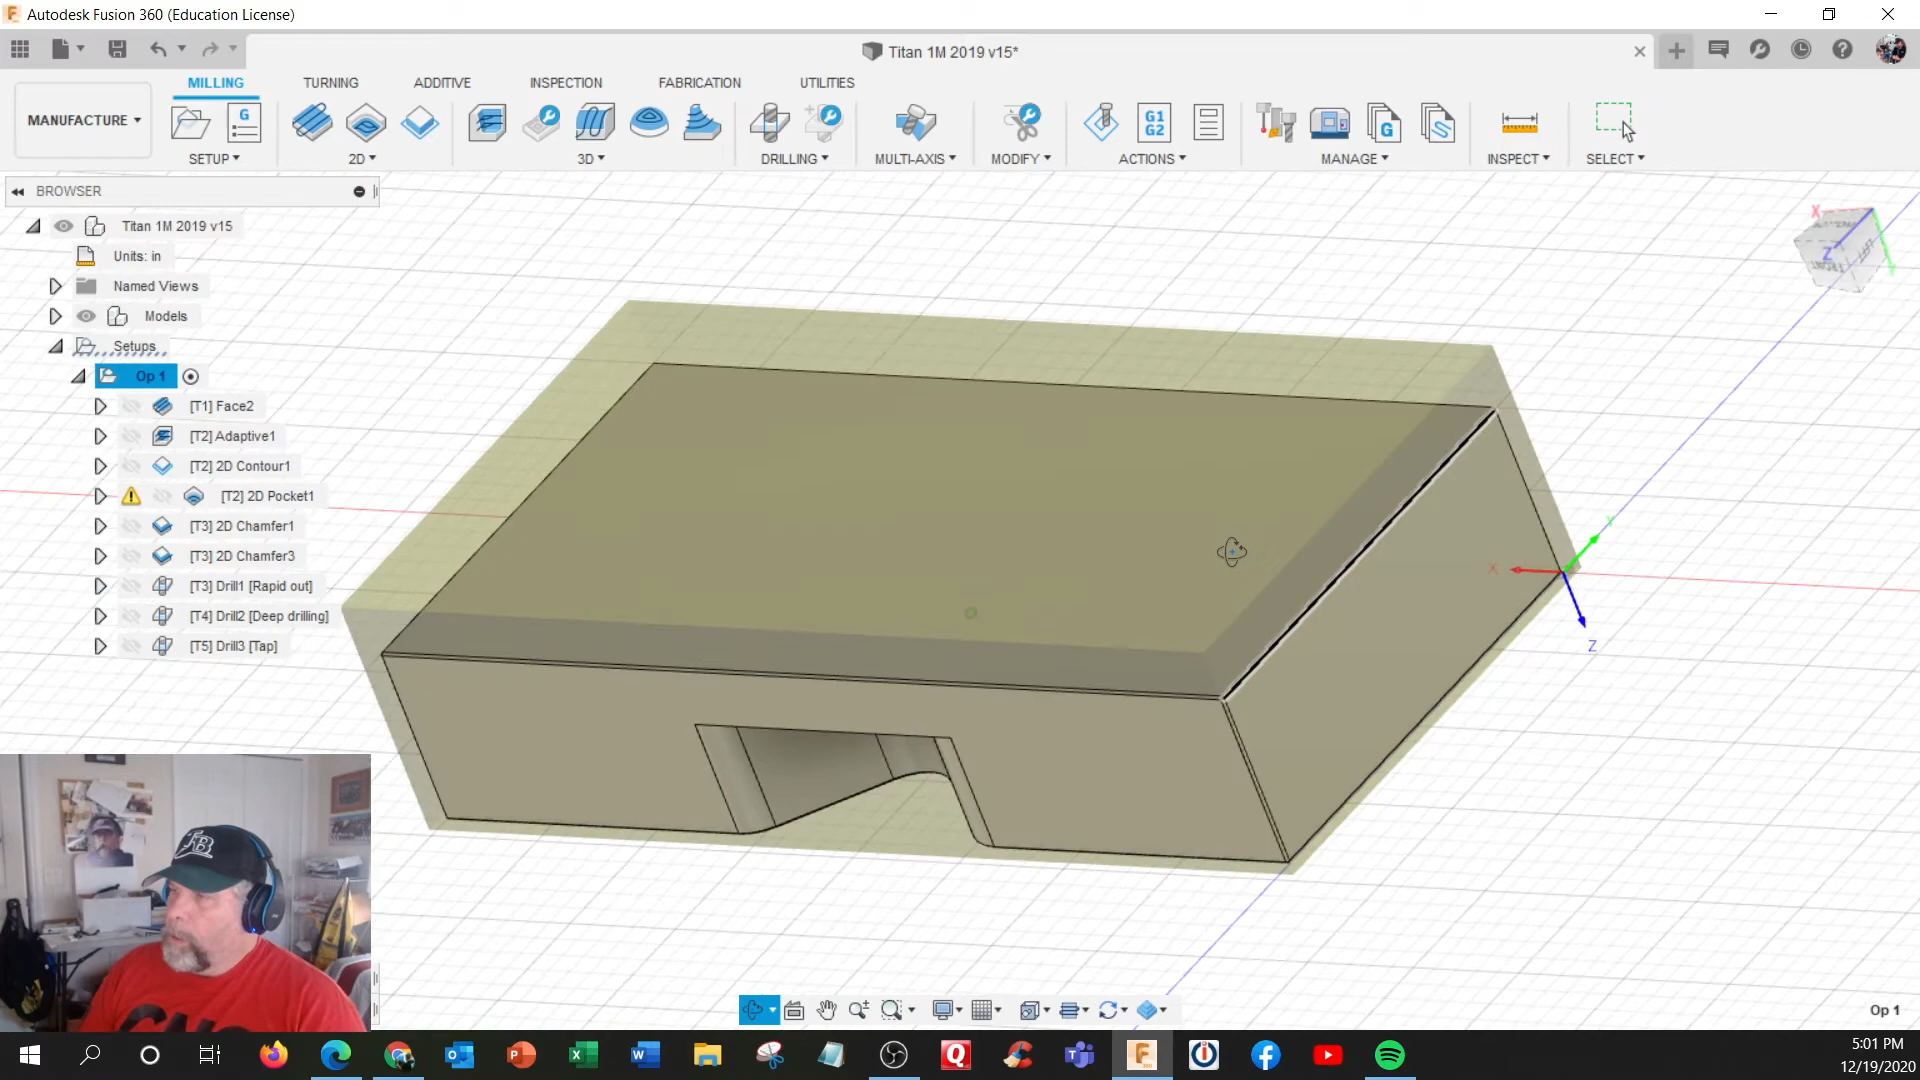 Autodesk Fusion 360 (Education License)
Titan 1M 2019 v15*
MILLING
TURNING
ADDITIVE
INSPECTION
FABRICATION
UTILITIES
MANUFACTURE
SETUP
2D
3D
DRILLING
MULTI-AXIS
MODIFY
ACTIONS
MANAGE
INSPECT
SELECT
G
G1
G2
G
BROWSER
Titan 1M 2019 v15
Units: in
Named Views
Models
Setups
Op 1
[T1] Face2
[T2] Adaptive1
[T2] 2D Contour1
[T2] 2D Pocket1
[T3] 2D Chamfer1
[T3] 2D Chamfer3
[T3] Drill1 [Rapid out]
[T4] Drill2 [Deep drilling]
[T5] Drill3 [Tap]
X
Z
FRONT
LEFT
Y
X
Y
Z
FB
Op 1
5:01 PM
12/19/2020